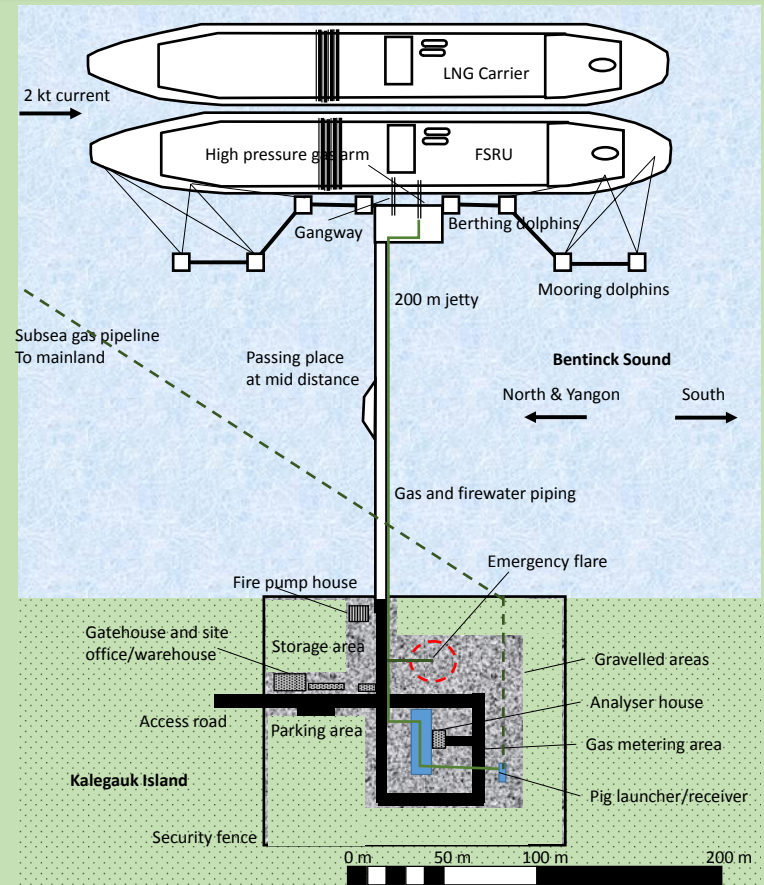 LNG Carrier
2 kt current
High pressure gas arm
FSRU
Gangway
Berthing dolphins
Mooring dolphins
200 m jetty
Subsea gas pipeline
To mainland
Passing place
at mid distance
Bentinck Sound
North & Yangon
South
Gas and firewater piping
Emergency flare
Fire pump house
Gatehouse and site
office/warehouse
Storage area
Gravelled areas
Analyser house
Access road
Parking area
Gas metering area
Kalegauk Island
Pig launcher/receiver
Security fence
0 m
50 m
100 m
200 m